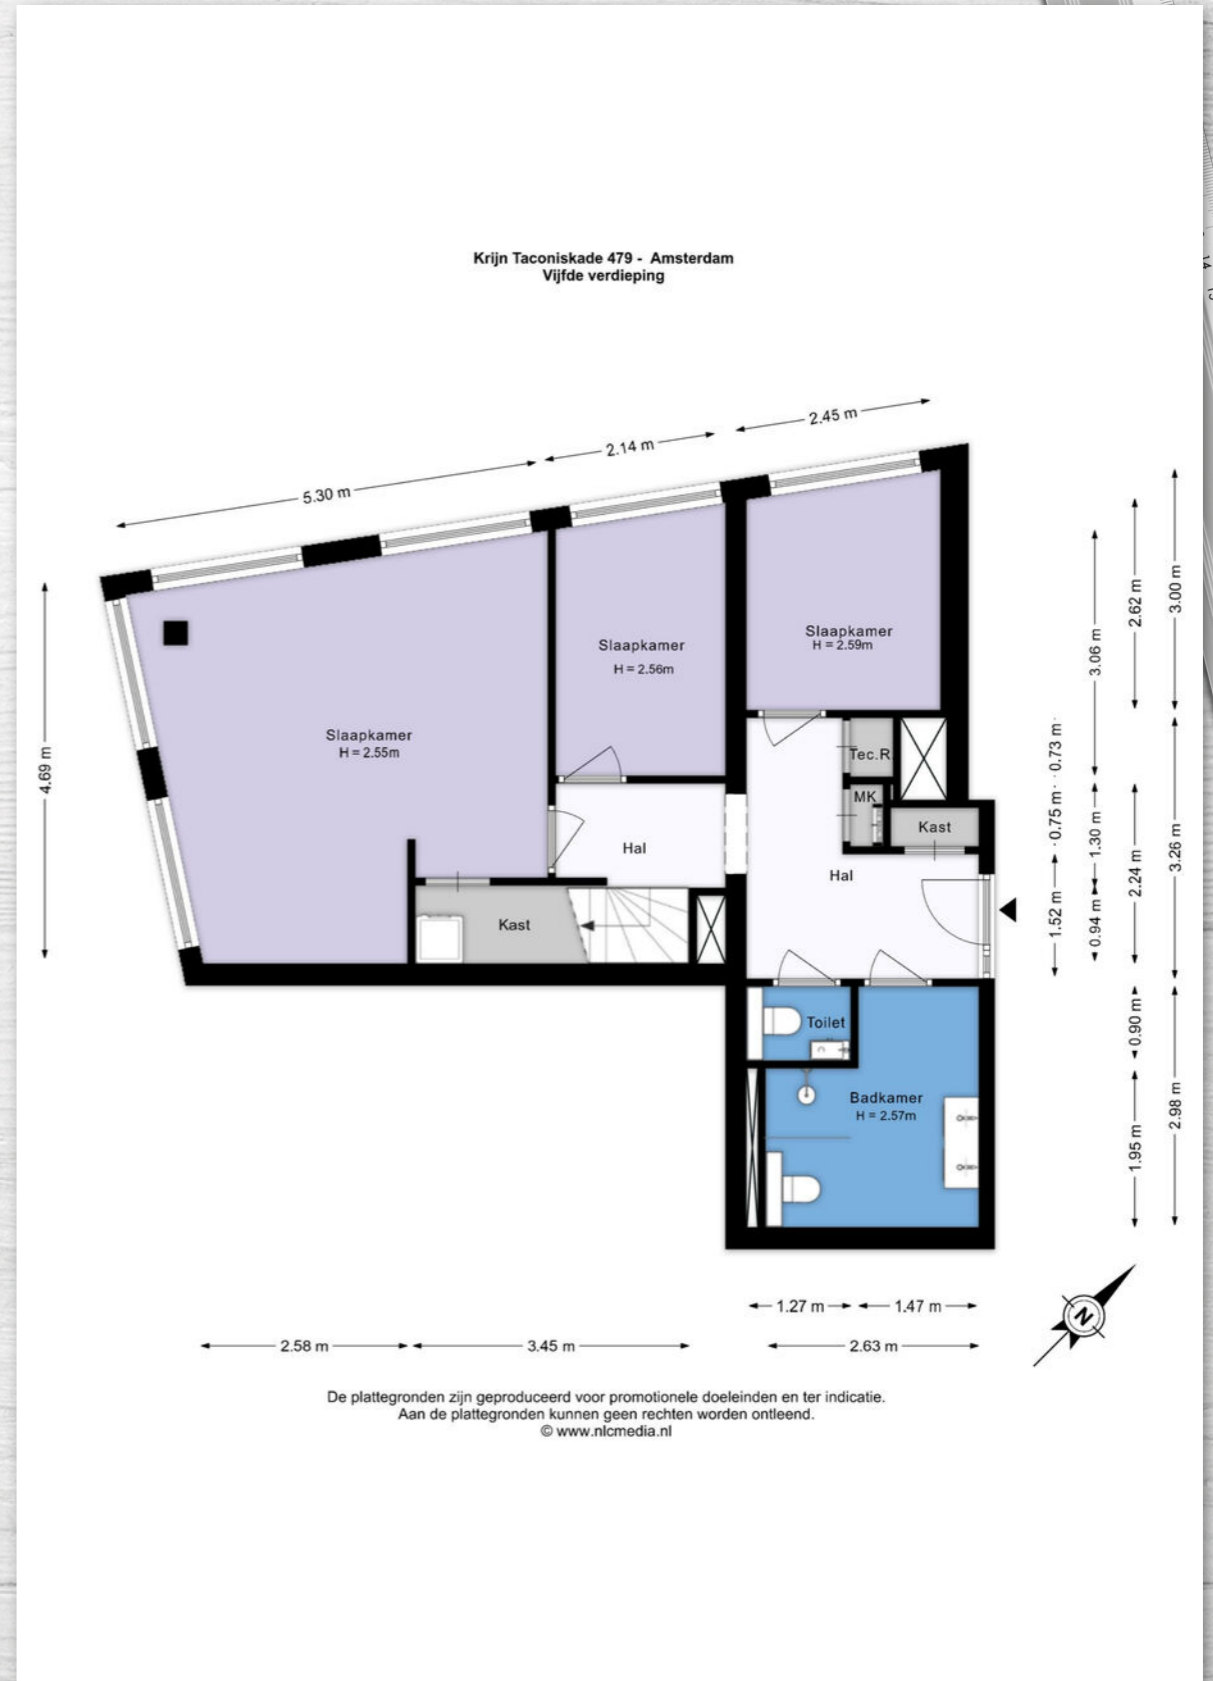 Krijn Taconiskade 479 - Amsterdam
Vijfde verdieping
2.45 m
2.14 m
5.30 m
4.69 m
Slaapkamer
H = 2.55m
Slaapkamer
H = 2.56m
Slaapkamer
H = 2.59m
Tec.R.
MK
Kast
Hal
Hal
Kast
Toilet
Badkamer
H = 2.57m
0.73 m
0.75 m
1.52 m
3.06 m
1.30 m
0.94 m
2.62 m
2.24 m
0.90 m
1.95 m
3.00 m
3.26 m
2.98 m
1.27 m
1.47 m
2.58 m
3.45 m
2.63 m
N
De plattegronden zijn geproduceerd voor promotionele doeleinden en ter indicatie.
Aan de plattegronden kunnen geen rechten worden ontleend.
© www.nlcmedia.nl
14